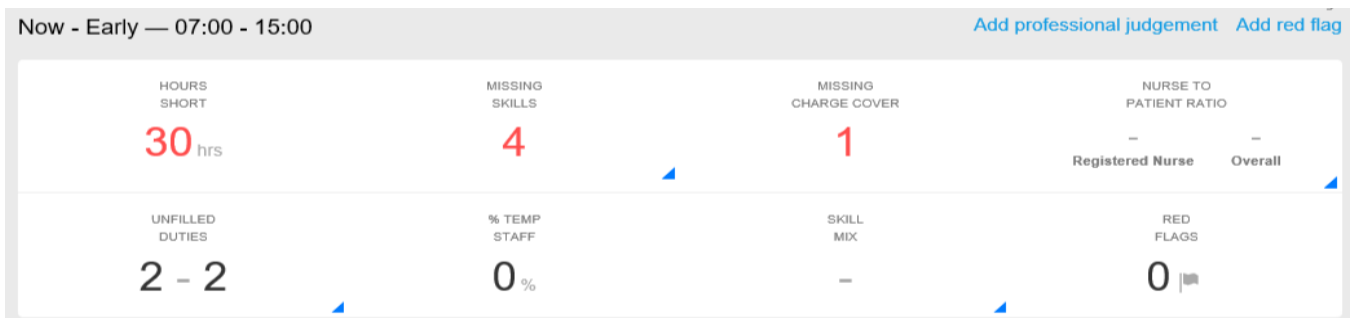 Now - Early — 07:00 - 15:00
Add professional judgement Add red flag
HOURS
SHORT
30 hrs
MISSING
SKILLS
4
MISSING
CHARGE COVER
1
NURSE TO
PATIENT RATIO
– –
Registered Nurse Overall
UNFILLED
DUTIES
2 - 2
% TEMP
STAFF
0 %
SKILL
MIX
–
RED
FLAGS
0